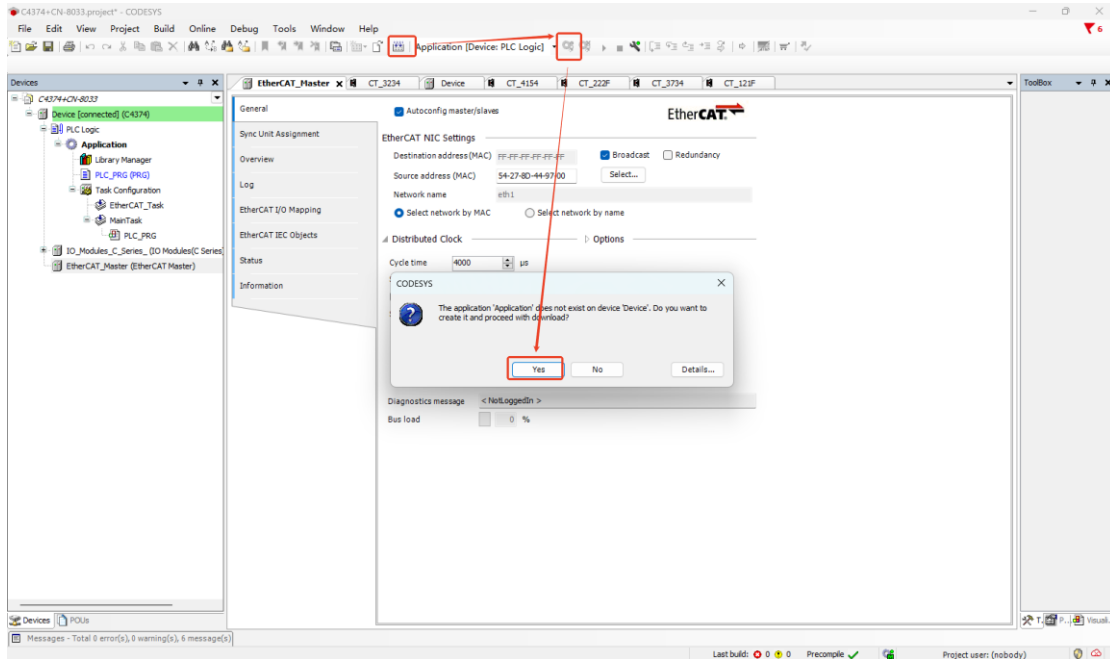 C4374+CN-8033.project* - CODESYS
File Edit View Project Build Online Debug Tools Window Help
6
Application [Device: PLC Logic]
Devices
EtherCAT_Master
CT_3234
Device
CT_4154
CT_222F
CT_3734
CT_121F
ToolBox
C4374+CN-8033
Device [connected] (C4374)
PLC Logic
Application
Library Manager
PLC_PRG (PRG)
Task Configuration
EtherCAT_Task
MainTask
PLC_PRG
IO_Modules_C_Series_ (IO Modules(C Series
EtherCAT_Master (EtherCAT Master)
General
Sync Unit Assignment
Overview
Log
EtherCAT I/O Mapping
EtherCAT IEC Objects
Status
Information
Autoconfig master/slaves
EtherCAT
EtherCAT NIC Settings
Destination address (MAC) FF-FF-FF-FF-FF-FF Broadcast Redundancy
Source address (MAC) 54-27-8D-44-97-00 Select...
Network name eth1
Select network by MAC Select network by name
Distributed Clock Options
Cycle time 4000 µs
CODESYS
The application 'Application' does not exist on device 'Device'. Do you want to
create it and proceed with download?
Yes No Details...
Diagnostics message < NotLoggedIn >
Bus load 0 %
Devices POUs
T... P... Visuali...
Messages - Total 0 error(s), 0 warning(s), 6 message(s)
Last build: 0 0 Precompile Project user: (nobody)